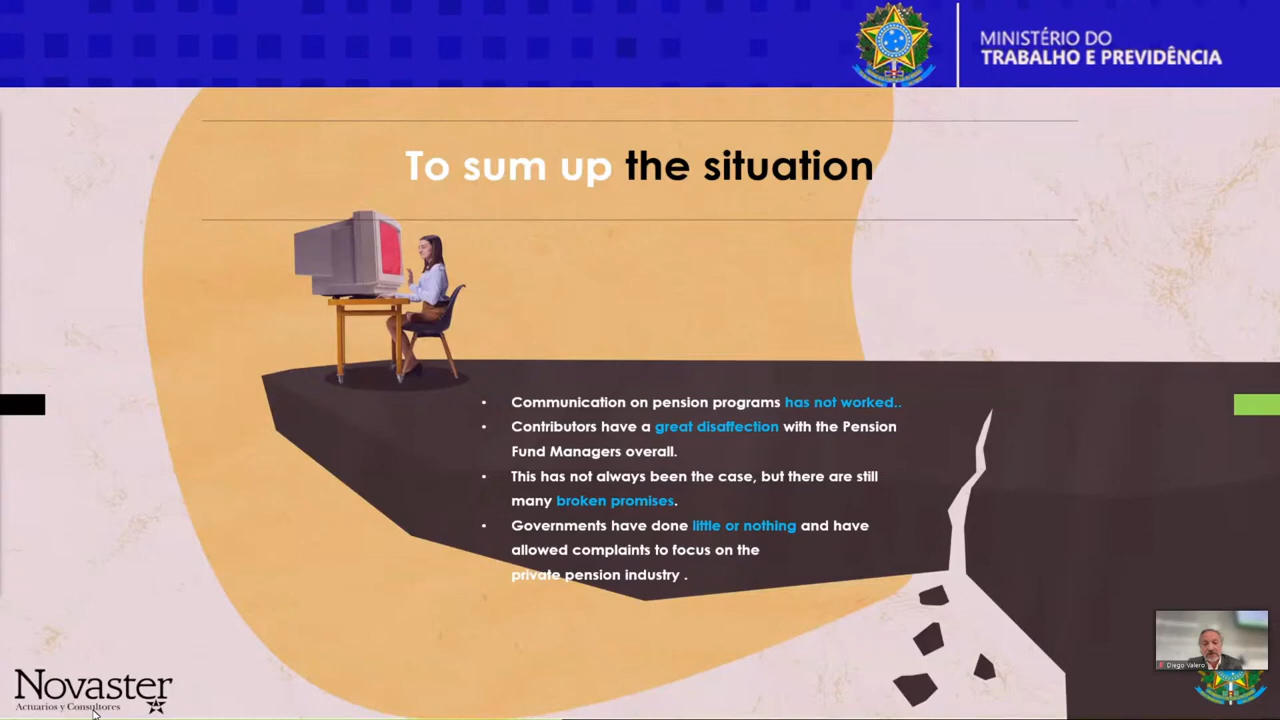 MINISTÉRIO DO
TRABALHO E PREVIDÊNCIA
To sum up the situation
• Communication on pension programs has not worked..
• Contributors have a great disaffection with the Pension
Fund Managers overall.
• This has not always been the case, but there are still
many broken promises.
• Governments have done little or nothing and have
allowed complaints to focus on the
private pension industry .
Diego Valero
Novaster
Actuarios y Consultores